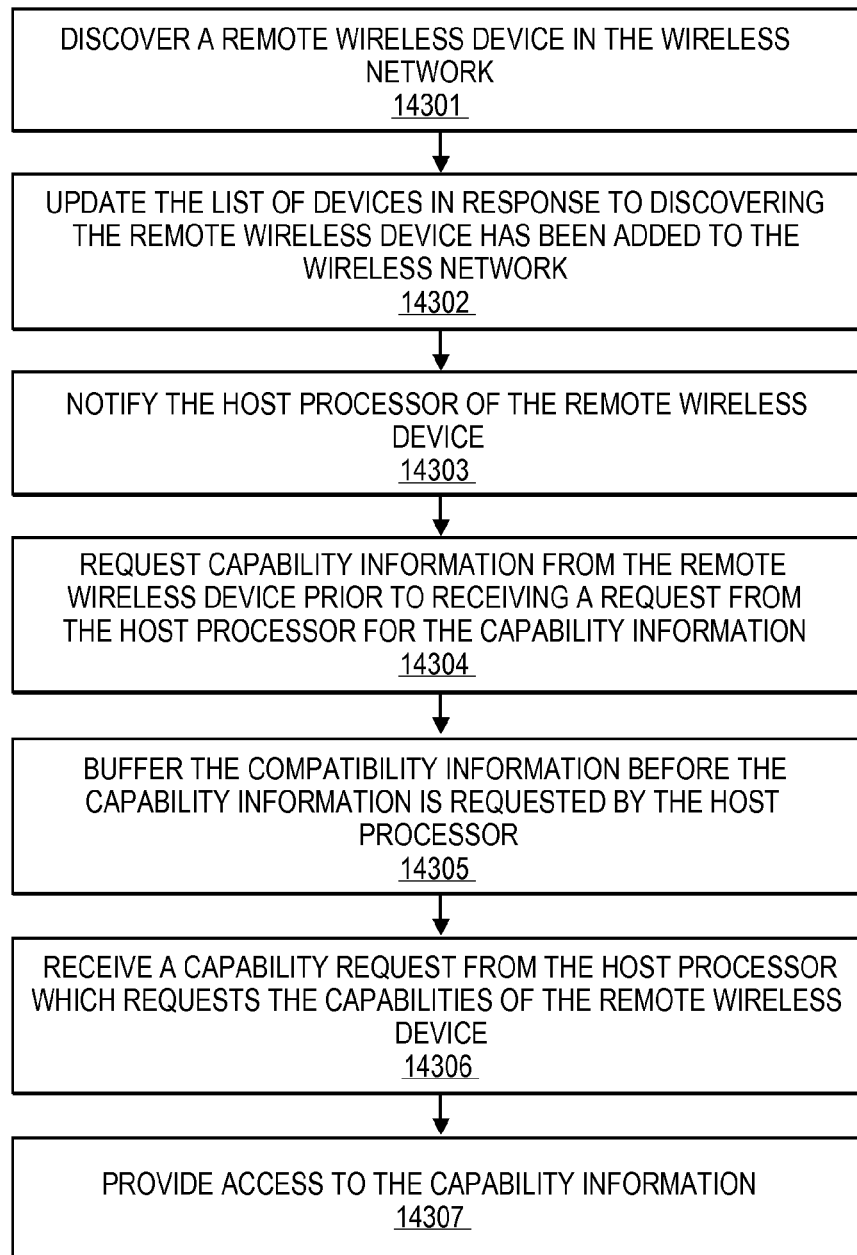 DISCOVER A REMOTE WIRELESS DEVICE IN THE WIRELESS
NETWORK
14301
UPDATE THE LIST OF DEVICES IN RESPONSE TO DISCOVERING
THE REMOTE WIRELESS DEVICE HAS BEEN ADDED TO THE
WIRELESS NETWORK
14302
NOTIFY THE HOST PROCESSOR OF THE REMOTE WIRELESS
DEVICE
14303
REQUEST CAPABILITY INFORMATION FROM THE REMOTE
WIRELESS DEVICE PRIOR TO RECEIVING A REQUEST FROM
THE HOST PROCESSOR FOR THE CAPABILITY INFORMATION
14304
BUFFER THE COMPATIBILITY INFORMATION BEFORE THE
CAPABILITY INFORMATION IS REQUESTED BY THE HOST
PROCESSOR
14305
RECEIVE A CAPABILITY REQUEST FROM THE HOST PROCESSOR
WHICH REQUESTS THE CAPABILITIES OF THE REMOTE WIRELESS
DEVICE
14306
PROVIDE ACCESS TO THE CAPABILITY INFORMATION
14307